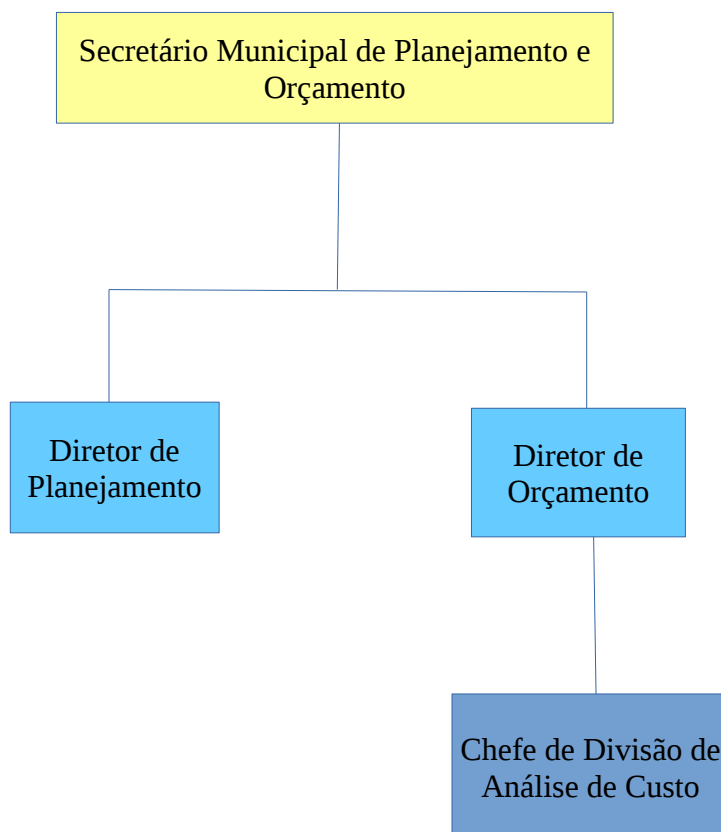 Secretário Municipal de Planejamento e
Orçamento
Diretor de
Planejamento
Diretor de
Orçamento
Chefe de Divisão de
Análise de Custo